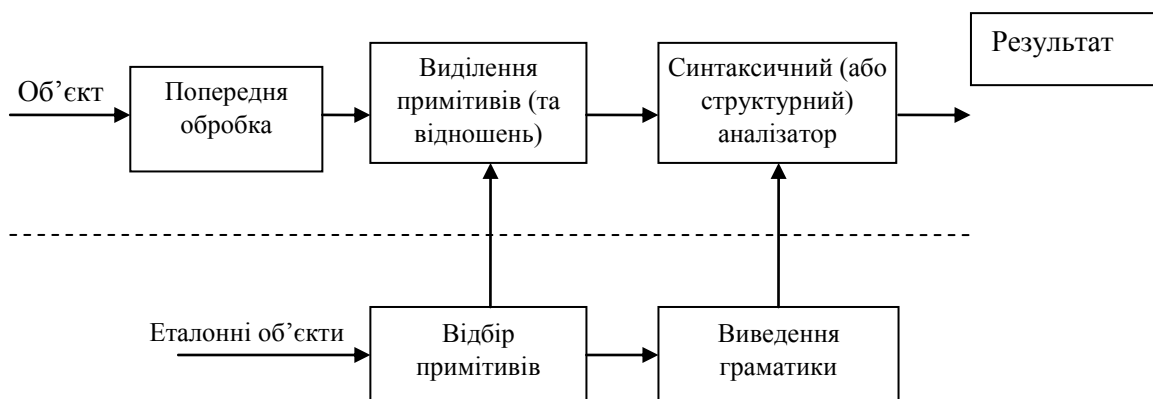 Результат
Об’єкт
Попередня
обробка
Виділення
примітивів (та
відношень)
Синтаксичний (або
структурний)
аналізатор
Еталонні об’єкти
Відбір
примітивів
Виведення
граматики